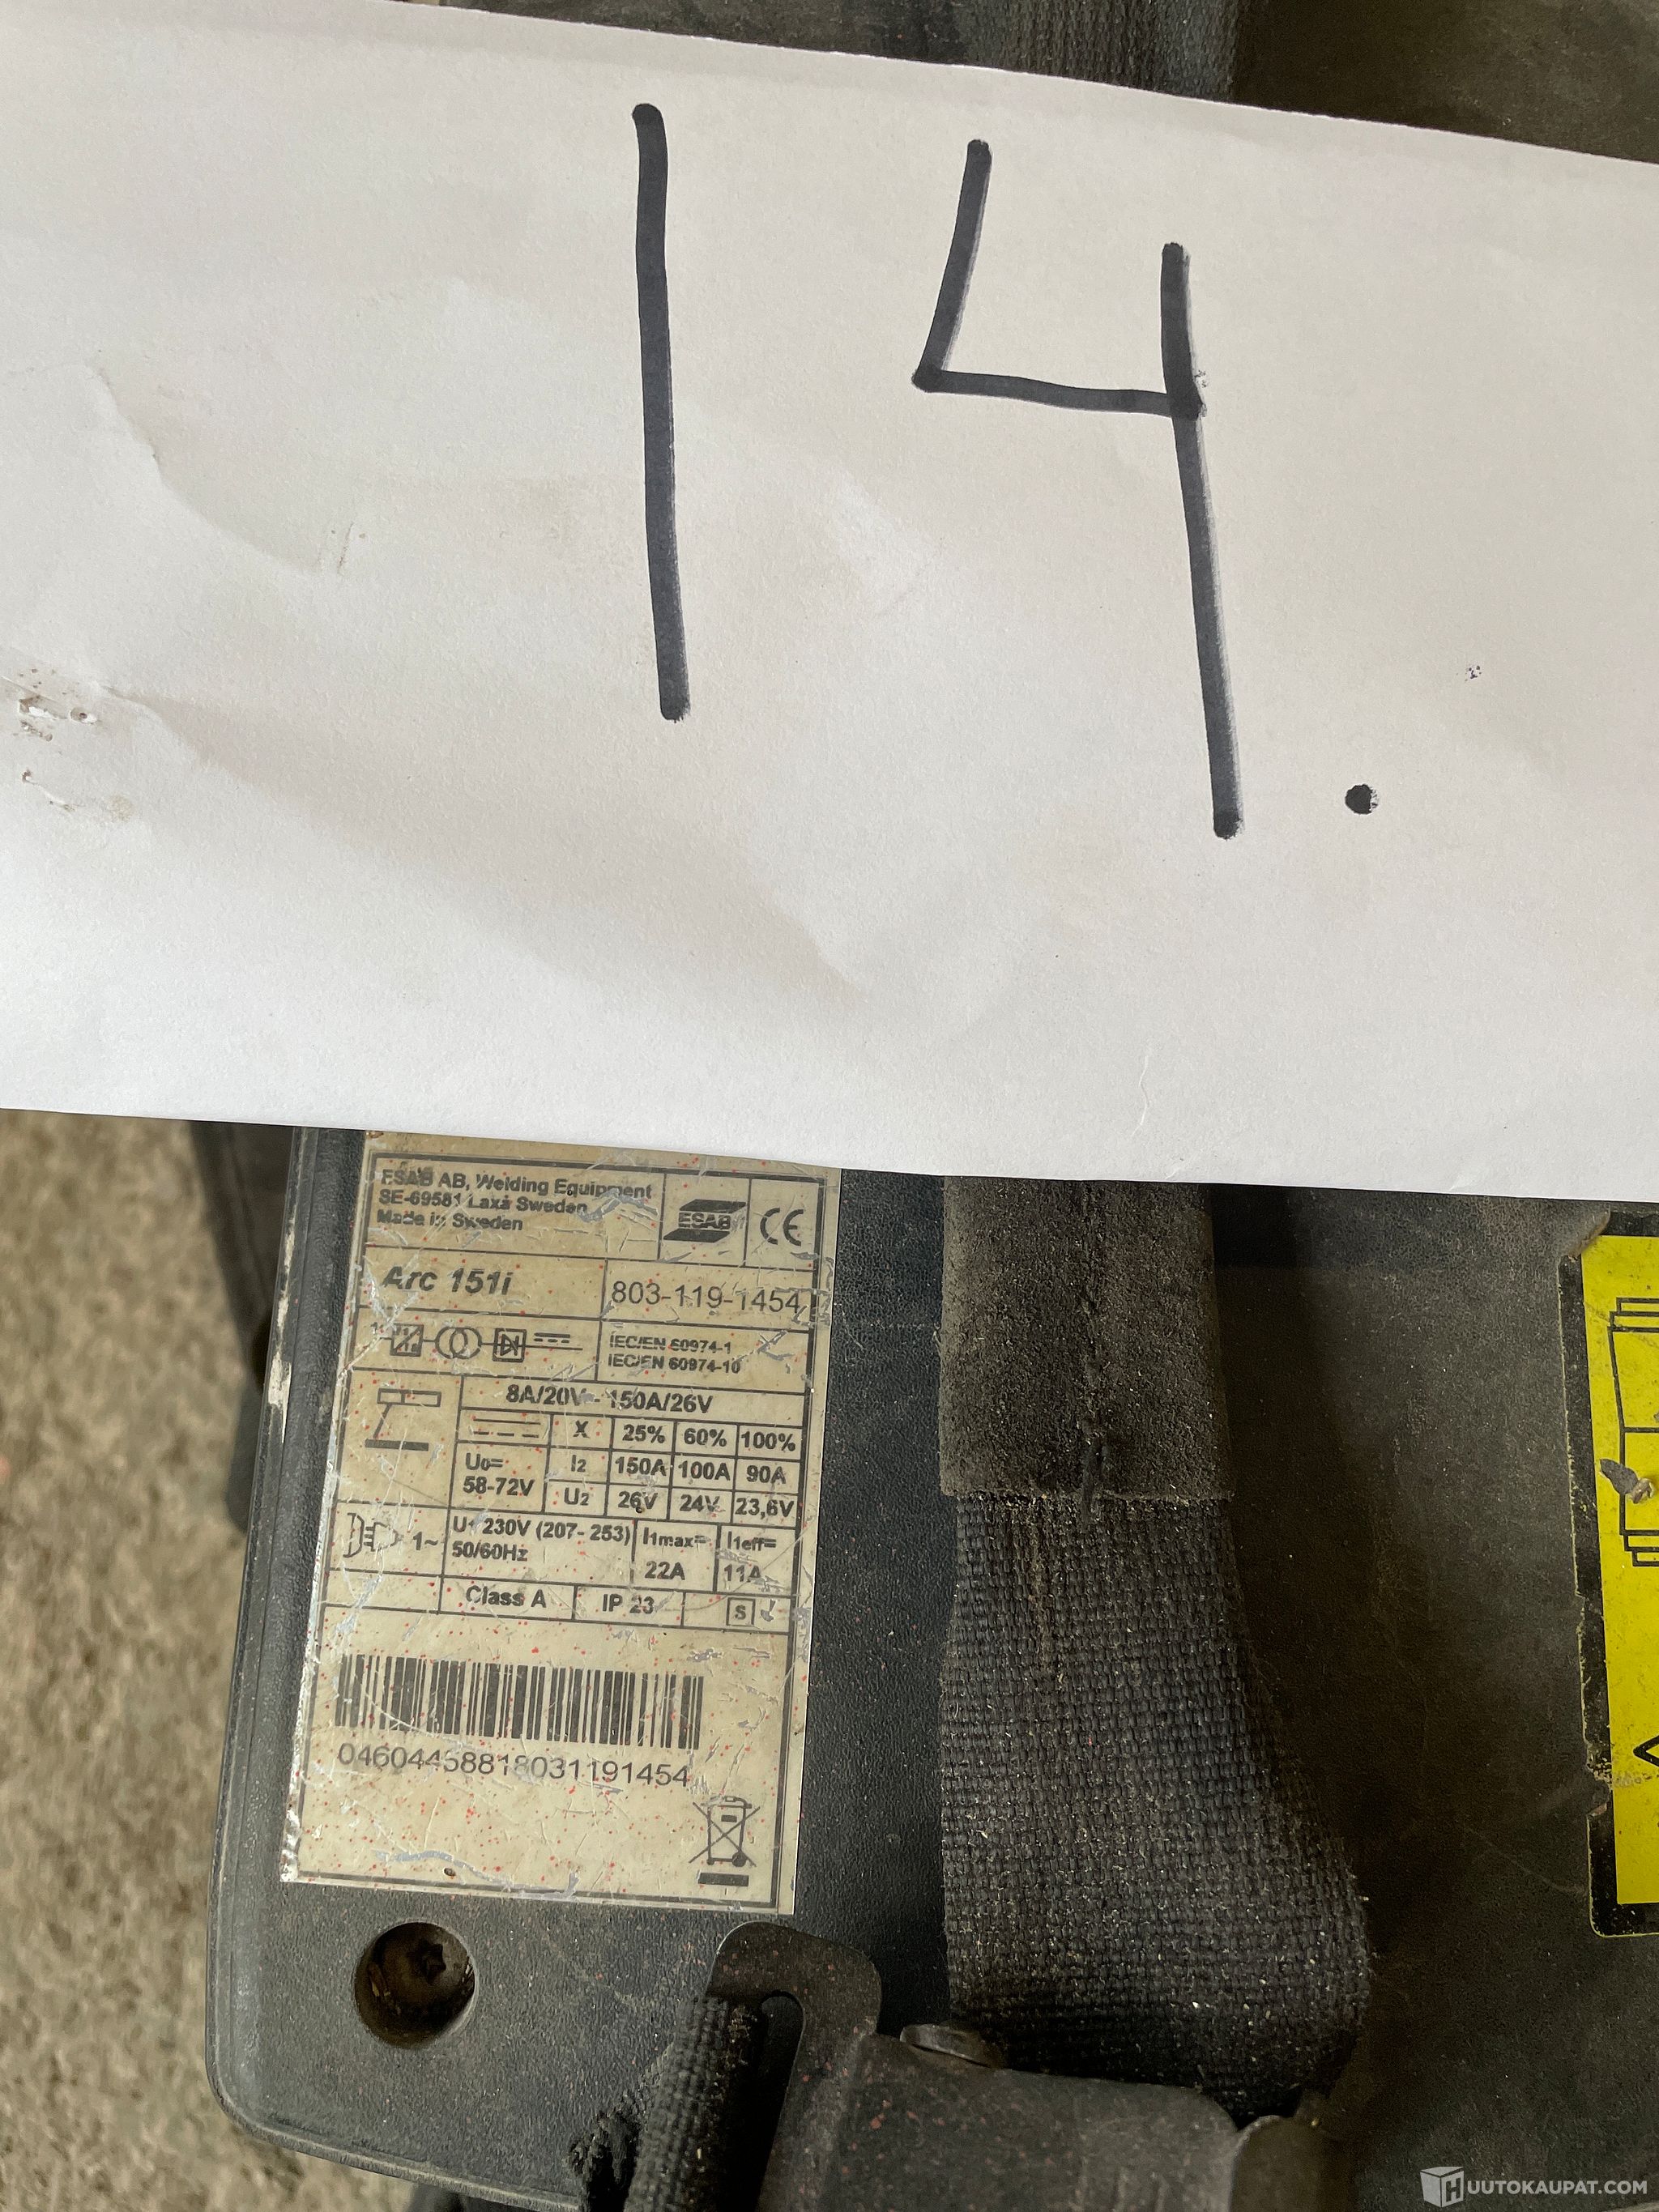 14.
ESAB AB, Welding Equipment
SE-69581 Laxå Sweden
Made in Sweden
ESAB
CE
Arc 151i
803-119-1454
IEC/EN 60974-1
IEC/EN 60974-10
8A/20V - 150A/26V
X 25% 60% 100%
U0=
58-72V
I2 150A 100A 90A
U2 26V 24V 23,6V
1~
U1 230V (207-253)
50/60Hz
I1max=
22A
I1eff=
11A
Class A
IP 23
S
04604458818031191454
HUUTOKAUPAT.COM